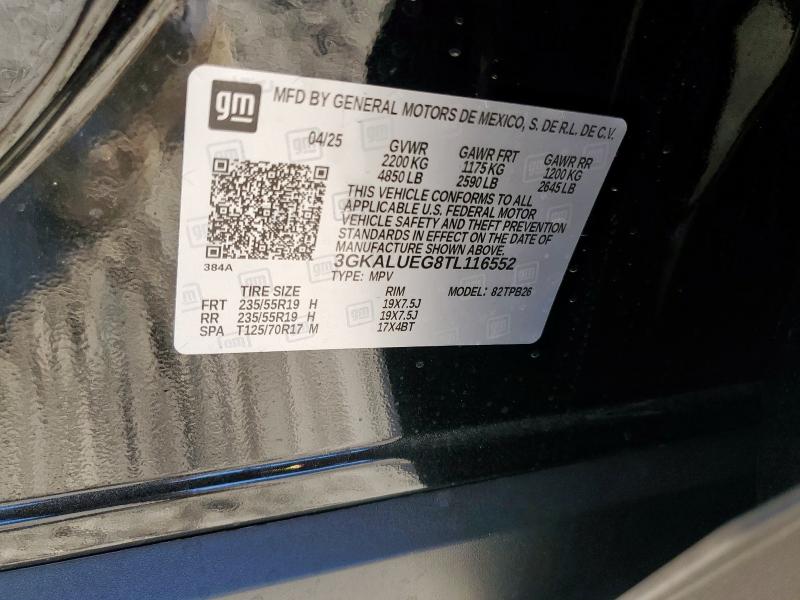 gm MFD BY GENERAL MOTORS DE MEXICO, S. DE R.L. DE C.V.
04/25 GVWR GAWR FRT GAWR RR
2200 KG 1175 KG 1200 KG
4850 LB 2590 LB 2645 LB
THIS VEHICLE CONFORMS TO ALL
APPLICABLE U.S. FEDERAL MOTOR
VEHICLE SAFETY AND THEFT PREVENTION
STANDARDS IN EFFECT ON THE DATE OF
MANUFACTURE SHOWN ABOVE.
384A 3GKALUEG8TL116552
TYPE: MPV
TIRE SIZE RIM MODEL: 82TPB26
FRT 235/55R19 H 19X7.5J
RR 235/55R19 H 19X7.5J
SPA T125/70R17 M 17X4BT